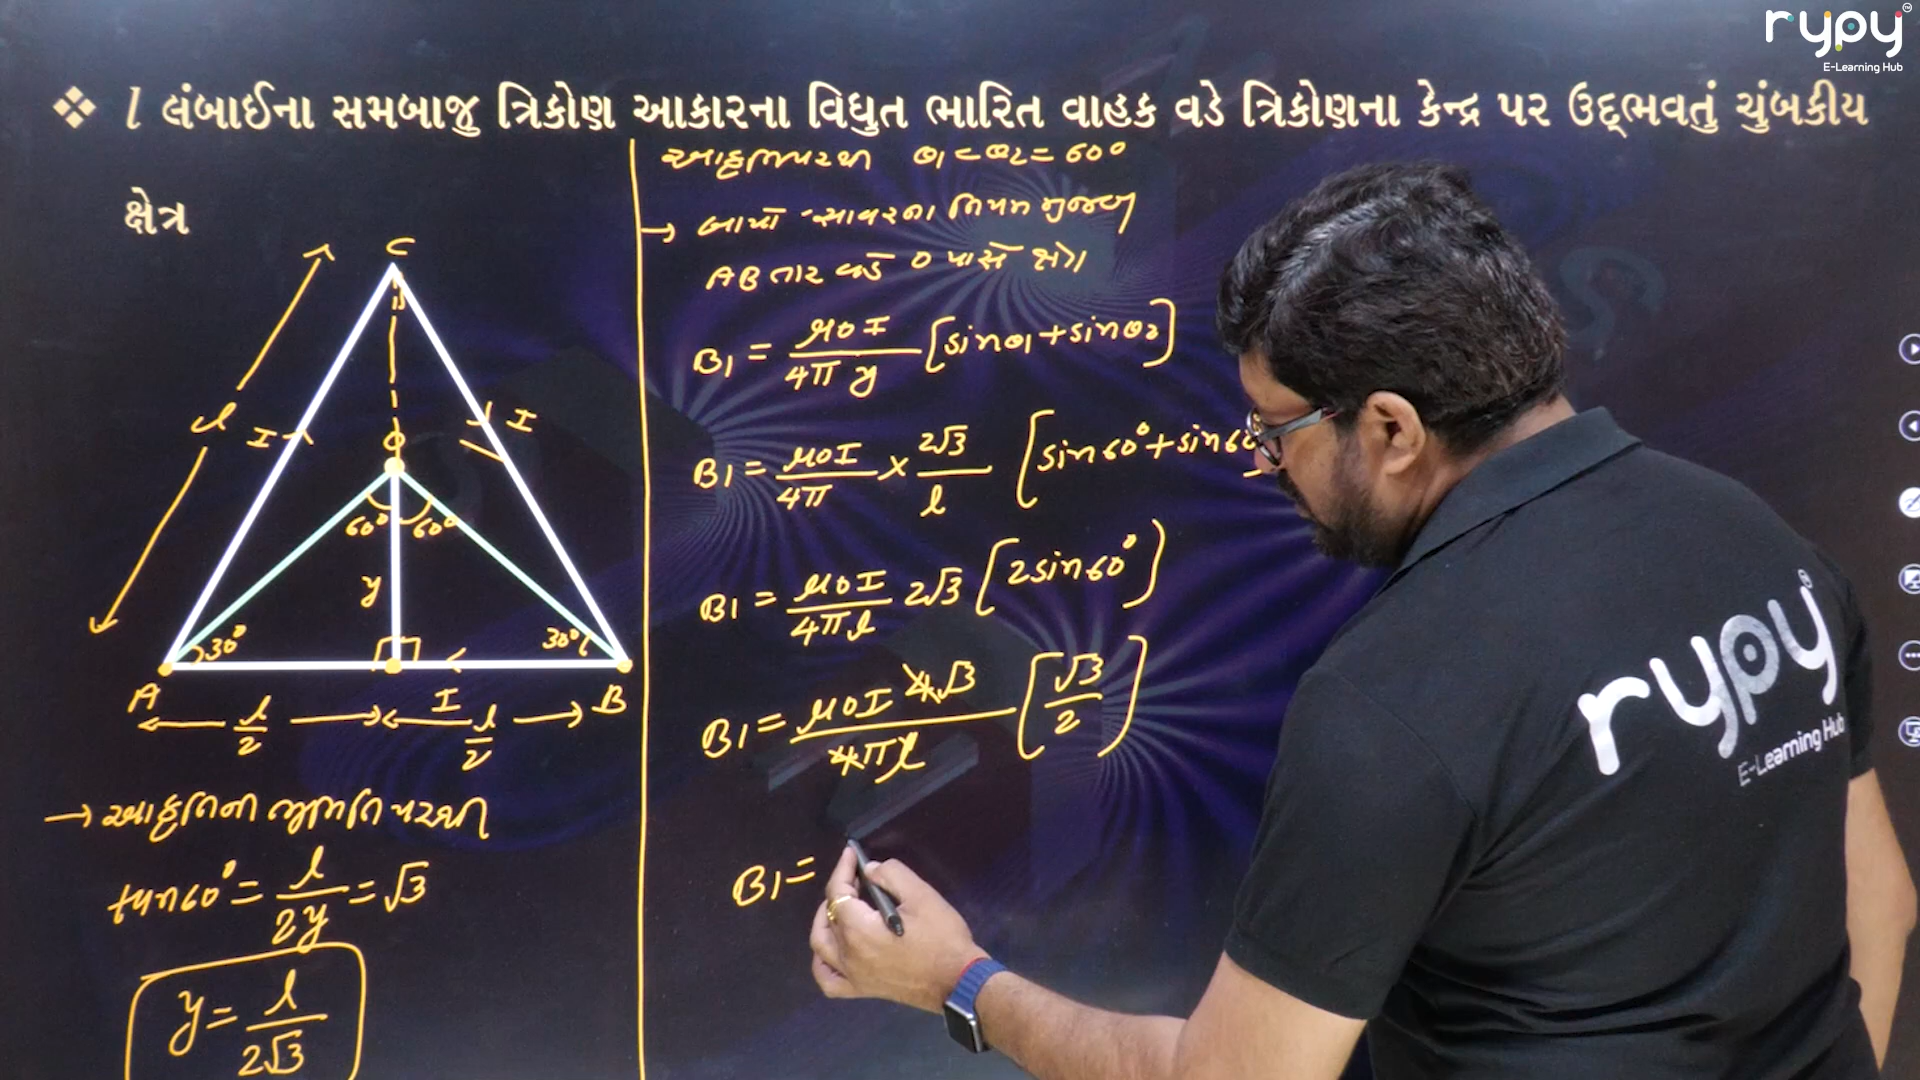 rypy
E-Learning Hub
❖ l લંબાઈના સમબાજુ ત્રિકોણ આકારના વિદ્યુત ભારિત વાહક વડે ત્રિકોણના કેન્દ્ર પર ઉદ્ભવતું ચુંબકીય
ક્ષેત્ર
C
l
I
I
O
60° 60°
y
30°
30°
A
I
B
l/2
l/2
→ આકૃતિની ભૂમિતિ પરથી
tan60° = l/2y = √3
y = l/2√3
આકૃતિ પરથી θ1 = θ2 = 60°
→ બાયો-સાવરના નિયમ મુજબ
AB તાર વડે O પાસે ક્ષેત્ર
B1 = μ0I/4πy [sinθ1 + sinθ2]
B1 = μ0I/4π × 2√3/l [sin60° + sin60
B1 = μ0I/4πl 2√3 [2sin60°]
B1 = μ0I 4√3/4πl [√3/2]
B1 =
rypy
E-Learning Hub